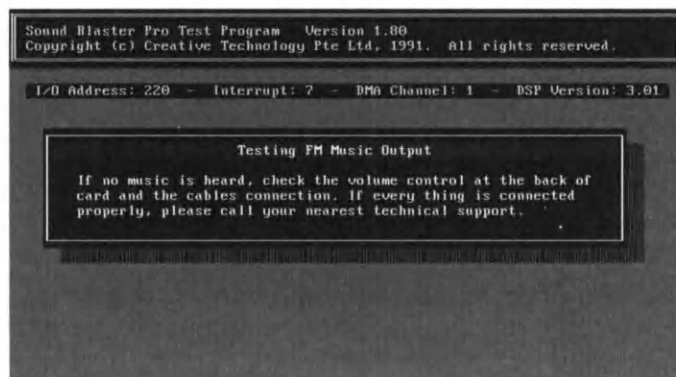 Sound Blaster Pro Test Program Version 1.80
Copyright (c) Creative Technology Pte Ltd, 1991. All rights reserved.
I/O Address: 220 - Interrupt: 7 - DMA Channel: 1 - DSP Version: 3.01
Testing FM Music Output
If no music is heard, check the volume control at the back of
card and the cables connection. If every thing is connected
properly, please call your nearest technical support.